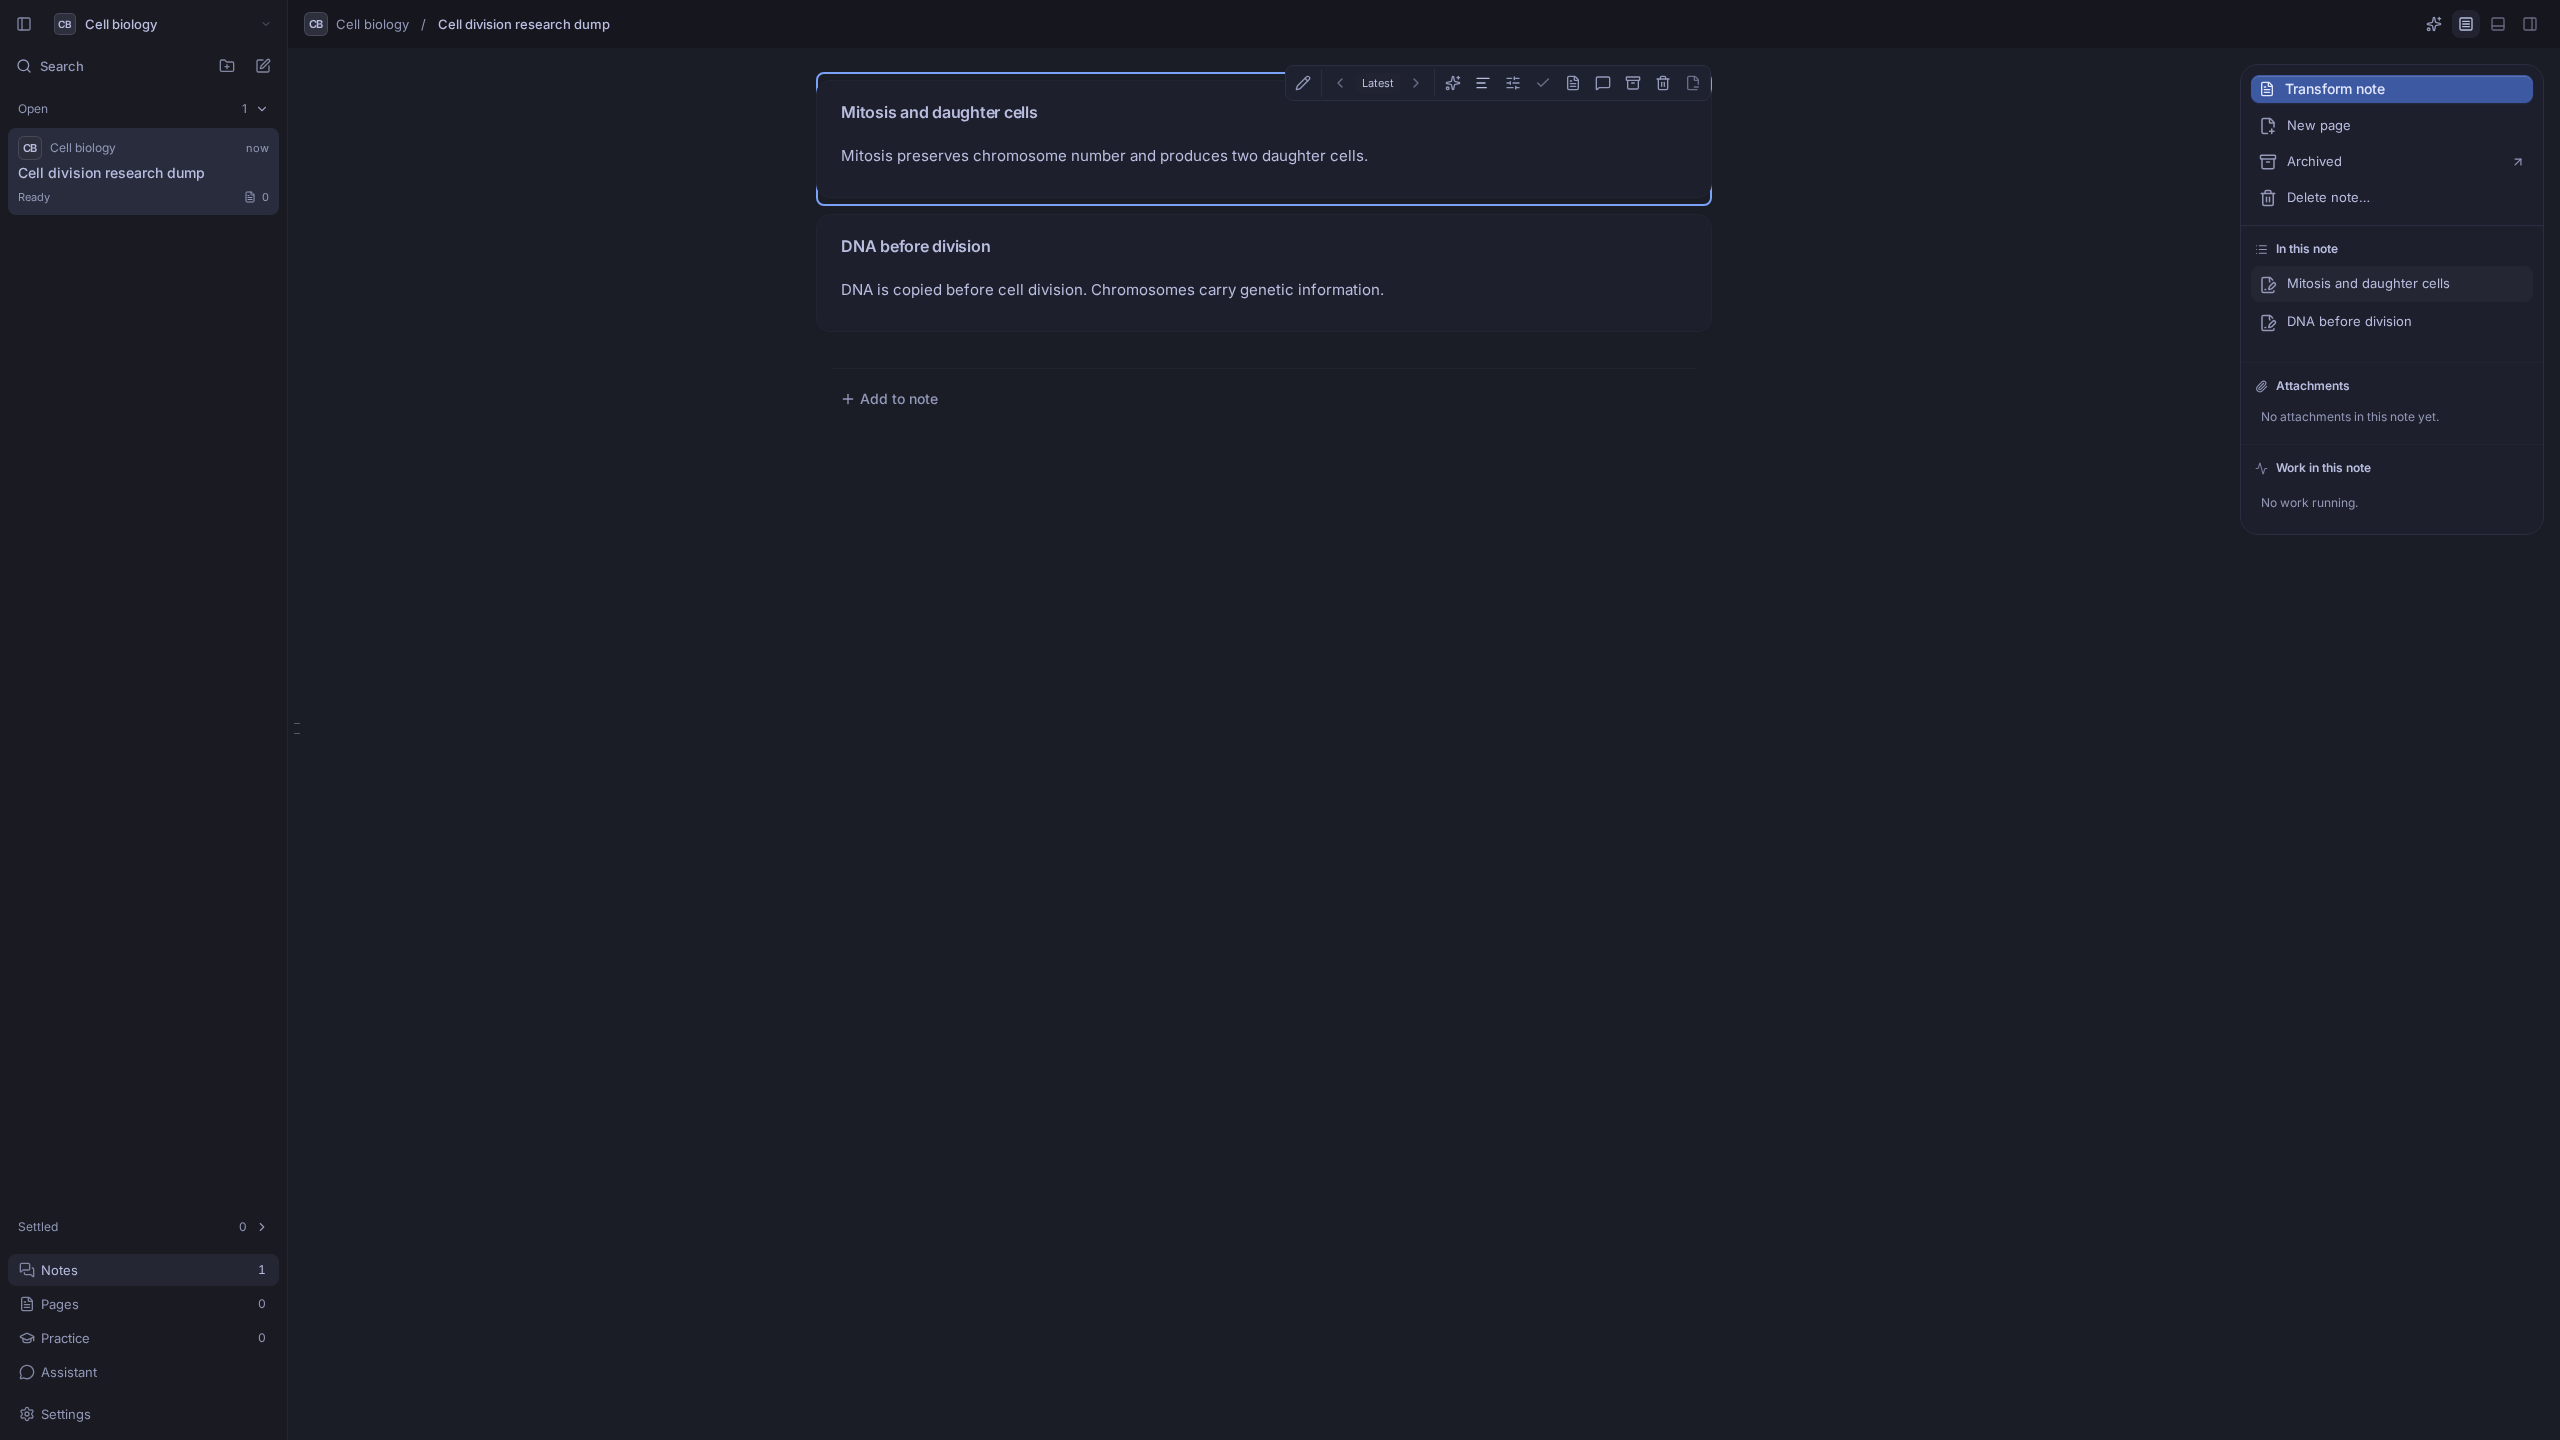 CB Cell biology
Search
Open 1
CB Cell biology now
Cell division research dump
Ready 0
Settled 0
Notes 1
Pages 0
Practice 0
Assistant
Settings
CB Cell biology / Cell division research dump
Latest
Mitosis and daughter cells
Mitosis preserves chromosome number and produces two daughter cells.
DNA before division
DNA is copied before cell division. Chromosomes carry genetic information.
Add to note
Transform note
New page
Archived
Delete note...
In this note
Mitosis and daughter cells
DNA before division
Attachments
No attachments in this note yet.
Work in this note
No work running.